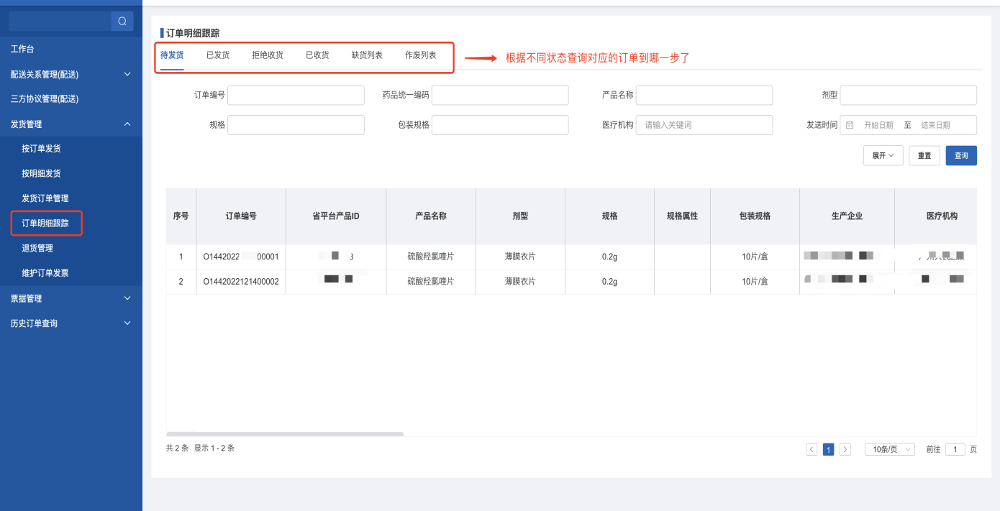 工作台
配送关系管理(配送)
三方协议管理(配送)
发货管理
按订单发货
按明细发货
发货订单管理
订单明细跟踪
退货管理
维护订单发票
票据管理
历史订单查询
订单明细跟踪
待发货 已发货 拒绝收货 已收货 缺货列表 作废列表 根据不同状态查询对应的订单到哪一步了
订单编号 药品统一编码 产品名称 剂型
规格 包装规格 医疗机构 请输入关键词 发送时间 开始日期 至 结束日期
展开 重置 查询
序号 订单编号 省平台产品ID 产品名称 剂型 规格 规格属性 包装规格 生产企业 医疗机构
1 O1442022 00001 硫酸羟氯喹片 薄膜衣片 0.2g 10片/盒
2 O1442022121400002 硫酸羟氯喹片 薄膜衣片 0.2g 10片/盒
共 2 条 显示 1 - 2 条 1 10条/页 前往 1 页